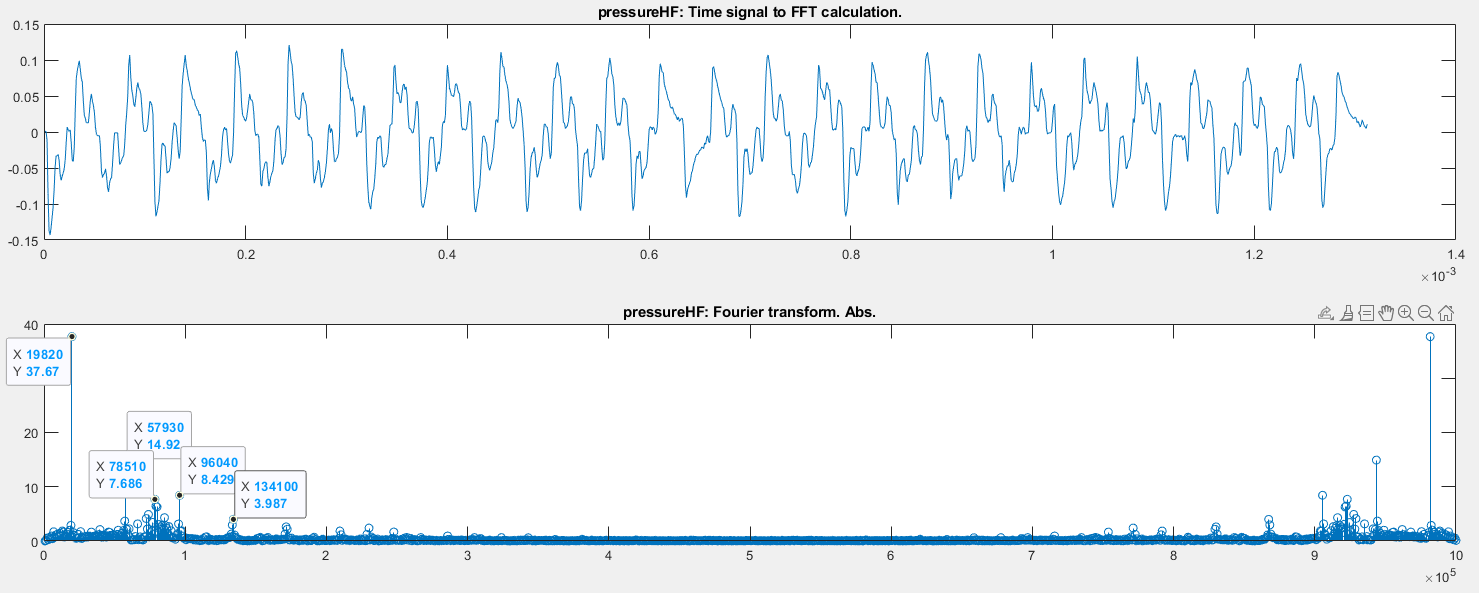 pressureHF: Time signal to FFT calculation.
0.15
0.1
0.05
0
-0.05
-0.1
-0.15
0 0.2 0.4 0.6 0.8 1 1.2 1.4
×10-3
pressureHF: Fourier transform. Abs.
40
20
10
0
X 19820
Y 37.67
X 57930
Y 14.92
X 78510
Y 7.686
X 96040
Y 8.429
X 134100
Y 3.987
0 1 2 3 4 5 6 7 8 9 10
×105